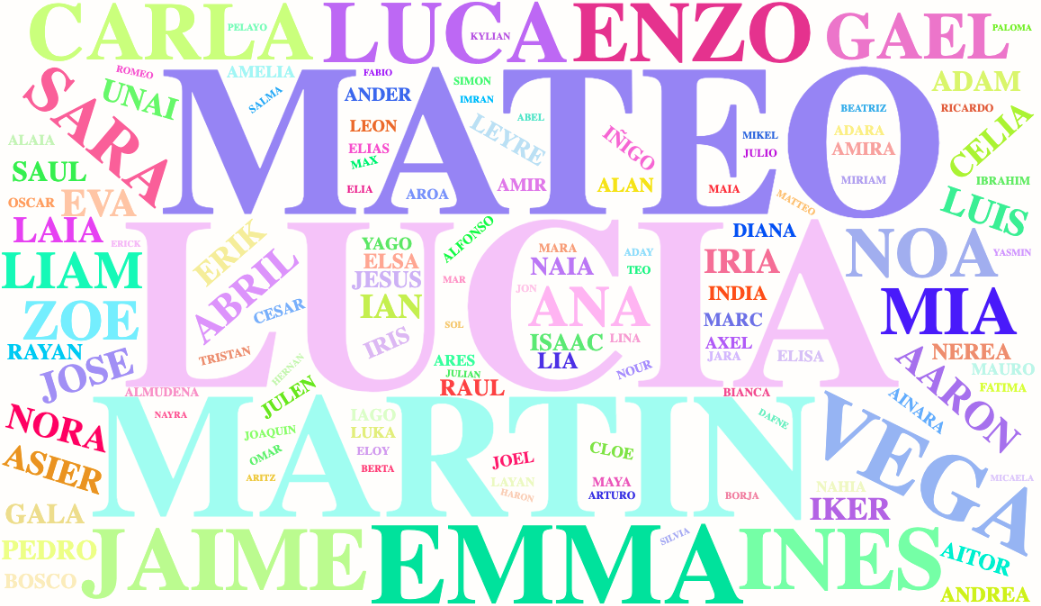 CARLA
PELAYO
LUCA
KYLIAN
ENZO
GAEL
PALOMA
ROMEO
UNAI
AMELIA
SALMA
SARA
MATEO
FABIO
ANDER
SIMON
IMRAN
ABEL
LEON
LEYRE
IÑIGO
ELIAS
MAX
ELIA
AROA
AMIR
ALAN
MIKEL
JULIO
MAIA
MATTEO
BEATRIZ
ADARA
AMIRA
MIRIAM
ADAM
RICARDO
CELIA
IBRAHIM
LUIS
ALAIA
SAUL
OSCAR
EVA
LAIA
ERICK
LIAM
ZOE
RAYAN
JOSE
LUCIA
ERIK
ABRIL
CESAR
TRISTAN
HERNAN
YAGO
ELSA
JESUS
IAN
IRIS
ALFONSO
MAR
SOL
ARES
JULIAN
RAUL
MARA
NAIA
JON
ANA
ISAAC
LINA
LIA
NOUR
ADAY
TEO
DIANA
IRIA
INDIA
MARC
AXEL
JARA
ELISA
NOA
YASMIN
MIA
NEREA
MAURO
FATIMA
AARON
AINARA
ALMUDENA
NAYRA
JULEN
BIANCA
DAFNE
NORA
ASIER
MARTIN
JOAQUIN
OMAR
ARITZ
IAGO
LUKA
ELOY
BERTA
JOEL
LAYAN
HARON
CLOE
MAYA
ARTURO
BORJA
NAHIA
IKER
VEGA
MICAELA
GALA
PEDRO
BOSCO
JAIME
EMMA
SILVIA
INES
AITOR
ANDREA